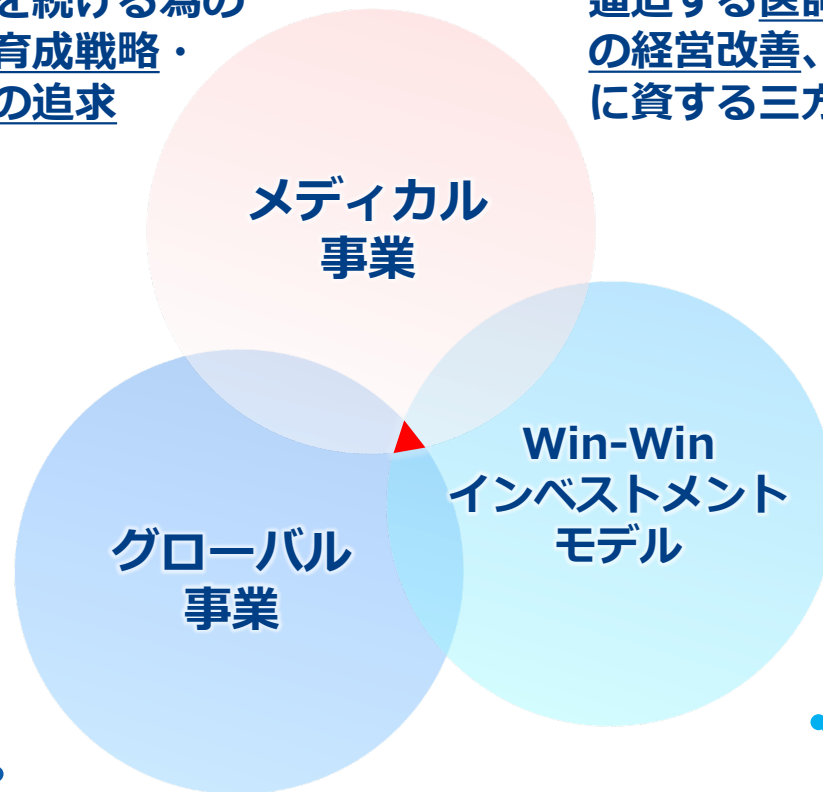 を続ける為の
育成戦略・
の追求
逼迫する医師
の経営改善、
に資する三方
メディカル
事業
Win-Win
インベストメント
モデル
グローバル
事業